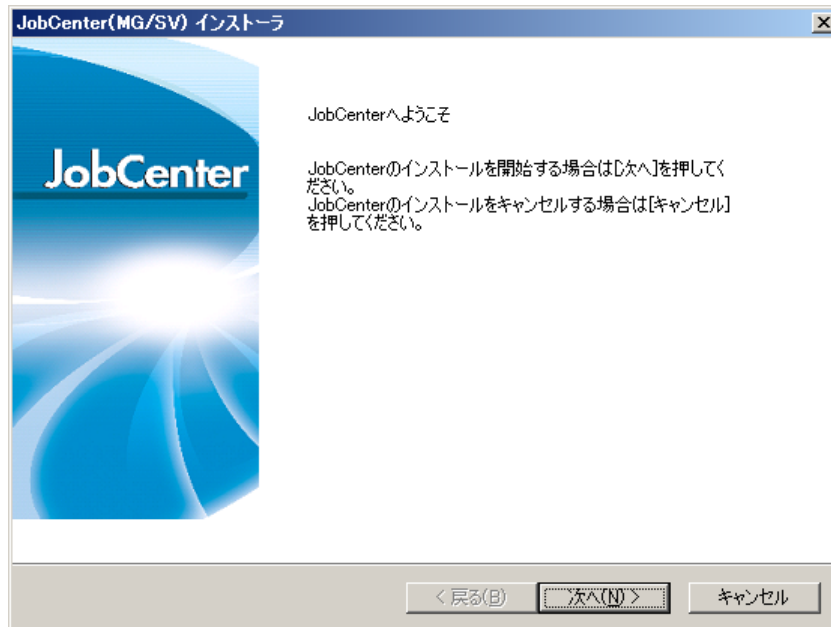 JobCenter(MG/SV) インストーラ
JobCenter
JobCenterへようこそ
JobCenterのインストールを開始する場合は[次へ]を押してく
ださい。
JobCenterのインストールをキャンセルする場合は[キャンセル]
を押してください。
< 戻る(B)
次へ(N) >
キャンセル